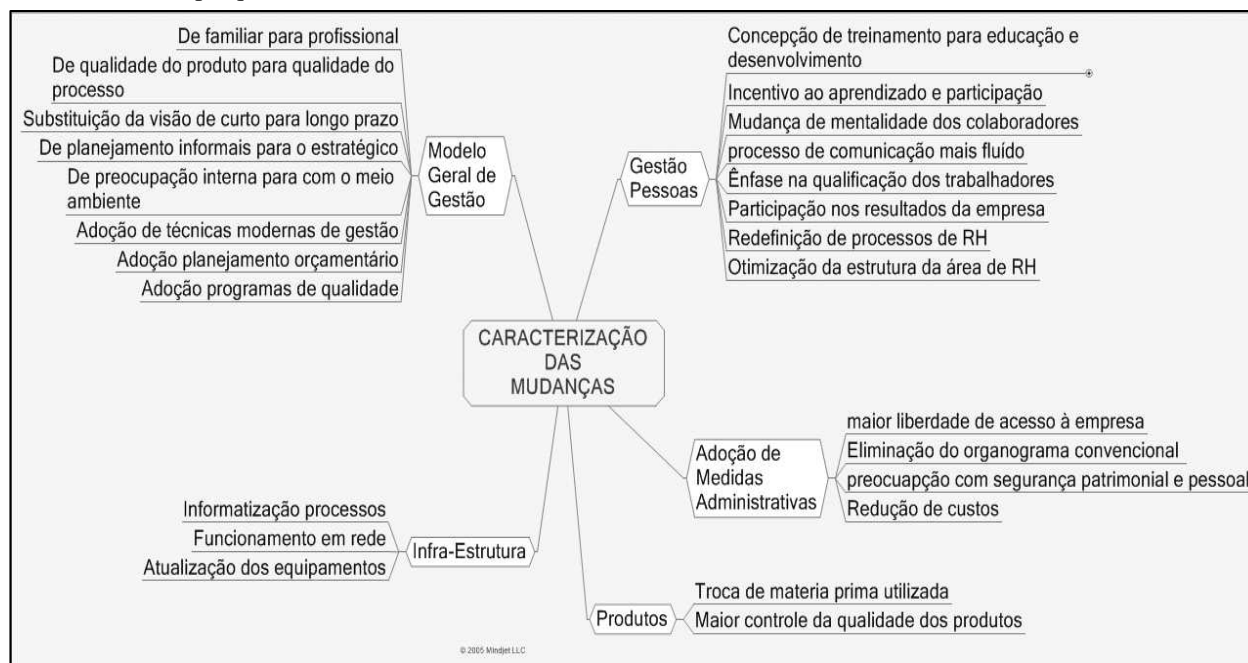 De familiar para profissional
De qualidade do produto para qualidade do
processo
Substituição da visão de curto para longo prazo
De planejamento informais para o estratégico
De preocupação interna para com o meio
ambiente
Adoção de técnicas modernas de gestão
Adoção planejamento orçamentário
Adoção programas de qualidade
Modelo
Geral de
Gestão
Concepção de treinamento para educação e
desenvolvimento
Incentivo ao aprendizado e participação
Mudança de mentalidade dos colaboradores
processo de comunicação mais fluído
Ênfase na qualificação dos trabalhadores
Participação nos resultados da empresa
Redefinição de processos de RH
Otimização da estrutura da área de RH
Gestão
Pessoas
CARACTERIZAÇÃO
DAS
MUDANÇAS
Adoção de
Medidas
Administrativas
maior liberdade de acesso à empresa
Eliminação do organograma convencional
preocuapção com segurança patrimonial e pessoal
Redução de custos
Informatização processos
Funcionamento em rede
Atualização dos equipamentos
Infra-Estrutura
Produtos
Troca de materia prima utilizada
Maior controle da qualidade dos produtos
© 2005 Mindjet LLC